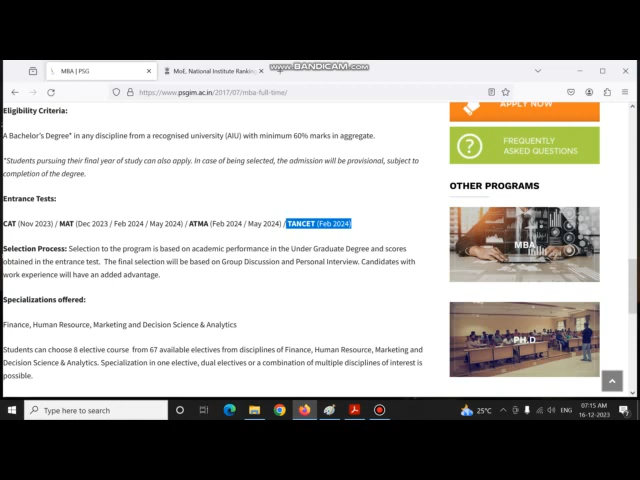 www.BANDICAM.com
MBA | PSG
MoE, National Institute Ranking
https://www.psgim.ac.in/2017/07/mba-full-time/
Eligibility Criteria:
A Bachelor's Degree* in any discipline from a recognised university (AIU) with minimum 60% marks in aggregate.
*Students pursuing their final year of study can also apply. In case of being selected, the admission will be provisional, subject to
completion of the degree.
Entrance Tests:
CAT (Nov 2023) / MAT (Dec 2023 / Feb 2024 / May 2024) / ATMA (Feb 2024 / May 2024) / TANCET (Feb 2024)
Selection Process: Selection to the program is based on academic performance in the Under Graduate Degree and scores
obtained in the entrance test. The final selection will be based on Group Discussion and Personal Interview. Candidates with
work experience will have an added advantage.
Specializations offered:
Finance, Human Resource, Marketing and Decision Science & Analytics
Students can choose 8 elective course from 67 available electives from disciplines of Finance, Human Resource, Marketing and
Decision Science & Analytics. Specialization in one elective, dual electives or a combination of multiple disciplines of interest is
possible.
APPLY NOW
FREQUENTLY
ASKED QUESTIONS
OTHER PROGRAMS
MBA
PH.D
Type here to search
25°C
ENG
07:15 AM
16-12-2023